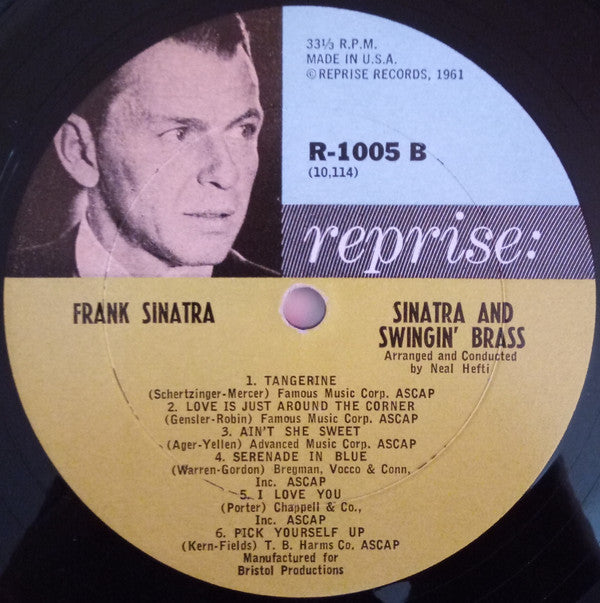 33⅓ R.P.M.
MADE IN U.S.A.
©REPRISE RECORDS, 1961
R-1005 B
(10,114)
reprise:
FRANK SINATRA
SINATRA AND
SWINGIN' BRASS
Arranged and Conducted
by Neal Hefti
1. TANGERINE
(Schertzinger-Mercer) Famous Music Corp. ASCAP
2. LOVE IS JUST AROUND THE CORNER
(Gensler-Robin) Famous Music Corp. ASCAP
3. AIN'T SHE SWEET
(Ager-Yellen) Advanced Music Corp. ASCAP
4. SERENADE IN BLUE
(Warren-Gordon) Bregman, Vocco & Conn,
Inc. ASCAP
5. I LOVE YOU
(Porter) Chappell & Co.,
Inc. ASCAP
6. PICK YOURSELF UP
(Kern-Fields) T. B. Harms Co. ASCAP
Manufactured for
Bristol Productions